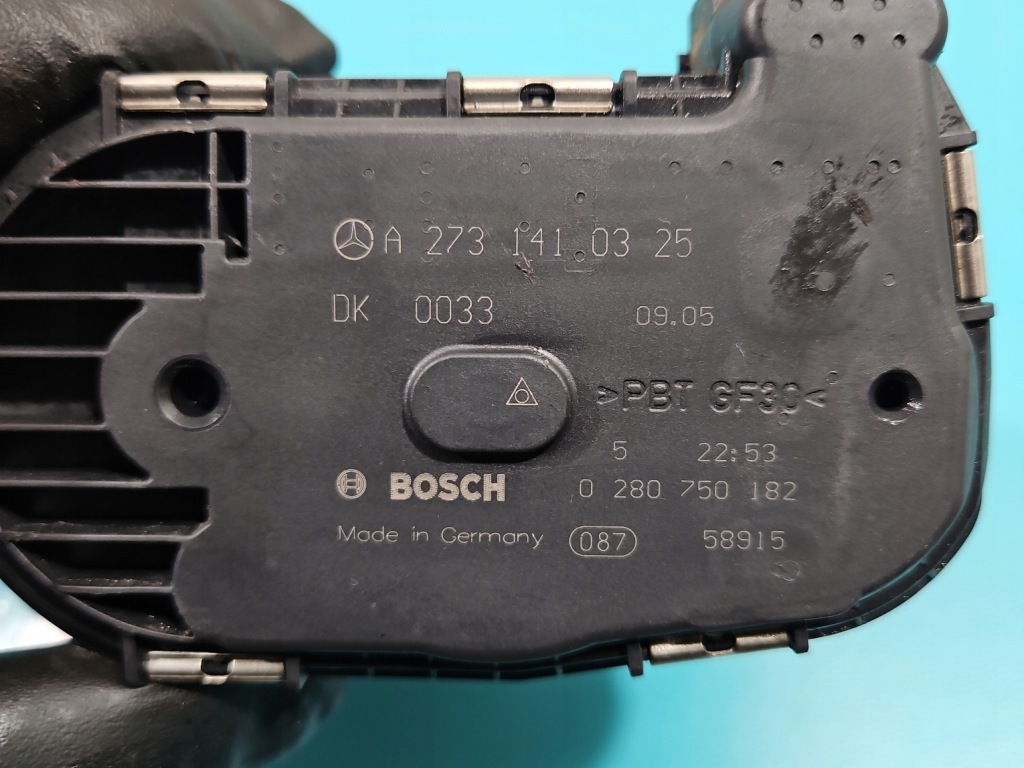 A 273 141 03 25
DK 0033 09.05
>PBT GF30<
5 22:53
BOSCH 0 280 750 182
Made in Germany 087 58915